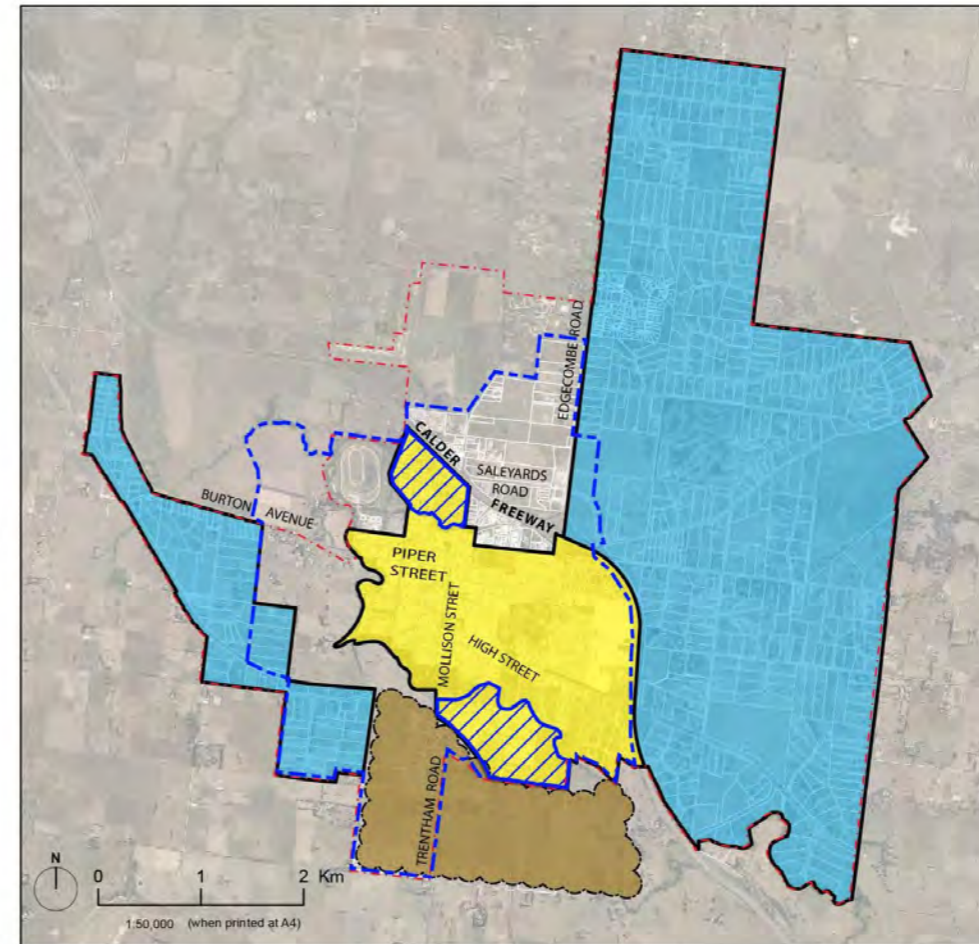 EDGECOMBE ROAD
CALDER
SALEYARDS
ROAD
FREEWAY
BURTON
AVENUE
PIPER
STREET
MOLLISON STRET
HIGH STREET
TRENTHAM ROAD
N
0 1 2 Km
1:50,000 (when printed at A4)